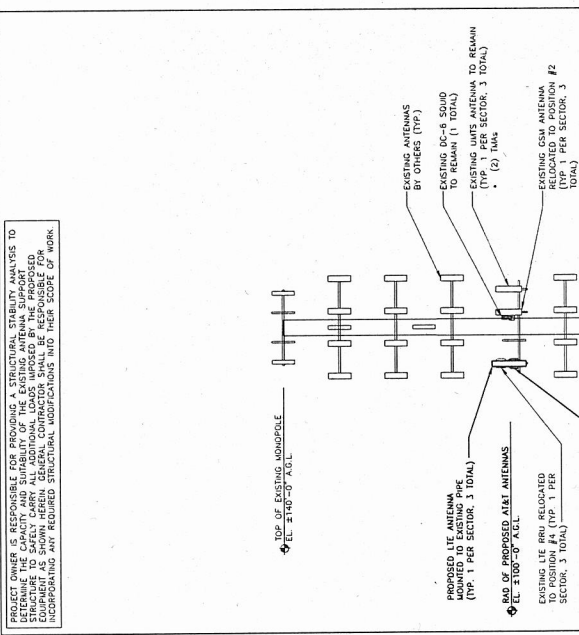 PROJECT OWNER IS RESPONSIBLE FOR PROVIDING A STRUCTURAL STABILITY ANALYSIS TO
DETERMINE THE CAPACITY AND SUITABILITY OF THE EXISTING ANTENNA SUPPORT
STRUCTURE TO SAFELY CARRY ALL ADDITIONAL LOADS IMPOSED BY THE PROPOSED
EQUIPMENT AS SHOWN HEREIN. GENERAL CONTRACTOR SHALL BE RESPONSIBLE FOR
INCORPORATING ANY REQUIRED STRUCTURAL MODIFICATIONS INTO THEIR SCOPE OF WORK.
TOP OF EXISTING MONOPOLE
EL. ±140'-0" A.G.L.
PROPOSED LTE ANTENNA
MOUNTED TO EXISTING PIPE
(TYP. 1 PER SECTOR, 3 TOTAL)
RAD OF PROPOSED AT&T ANTENNAS
EL. ±100'-0" A.G.L.
EXISTING LTE RRU RELOCATED
TO POSITION #4 (TYP. 1 PER
SECTOR, 3 TOTAL)
EXISTING ANTENNAS
BY OTHERS (TYP.)
EXISTING DC-6 SQUID
TO REMAIN (1 TOTAL)
EXISTING UMTS ANTENNA TO REMAIN
(TYP. 1 PER SECTOR, 3 TOTAL)
• (2) TMAs
EXISTING GSM ANTENNA
RELOCATED TO POSITION #2
(TYP. 1 PER SECTOR, 3
TOTAL)